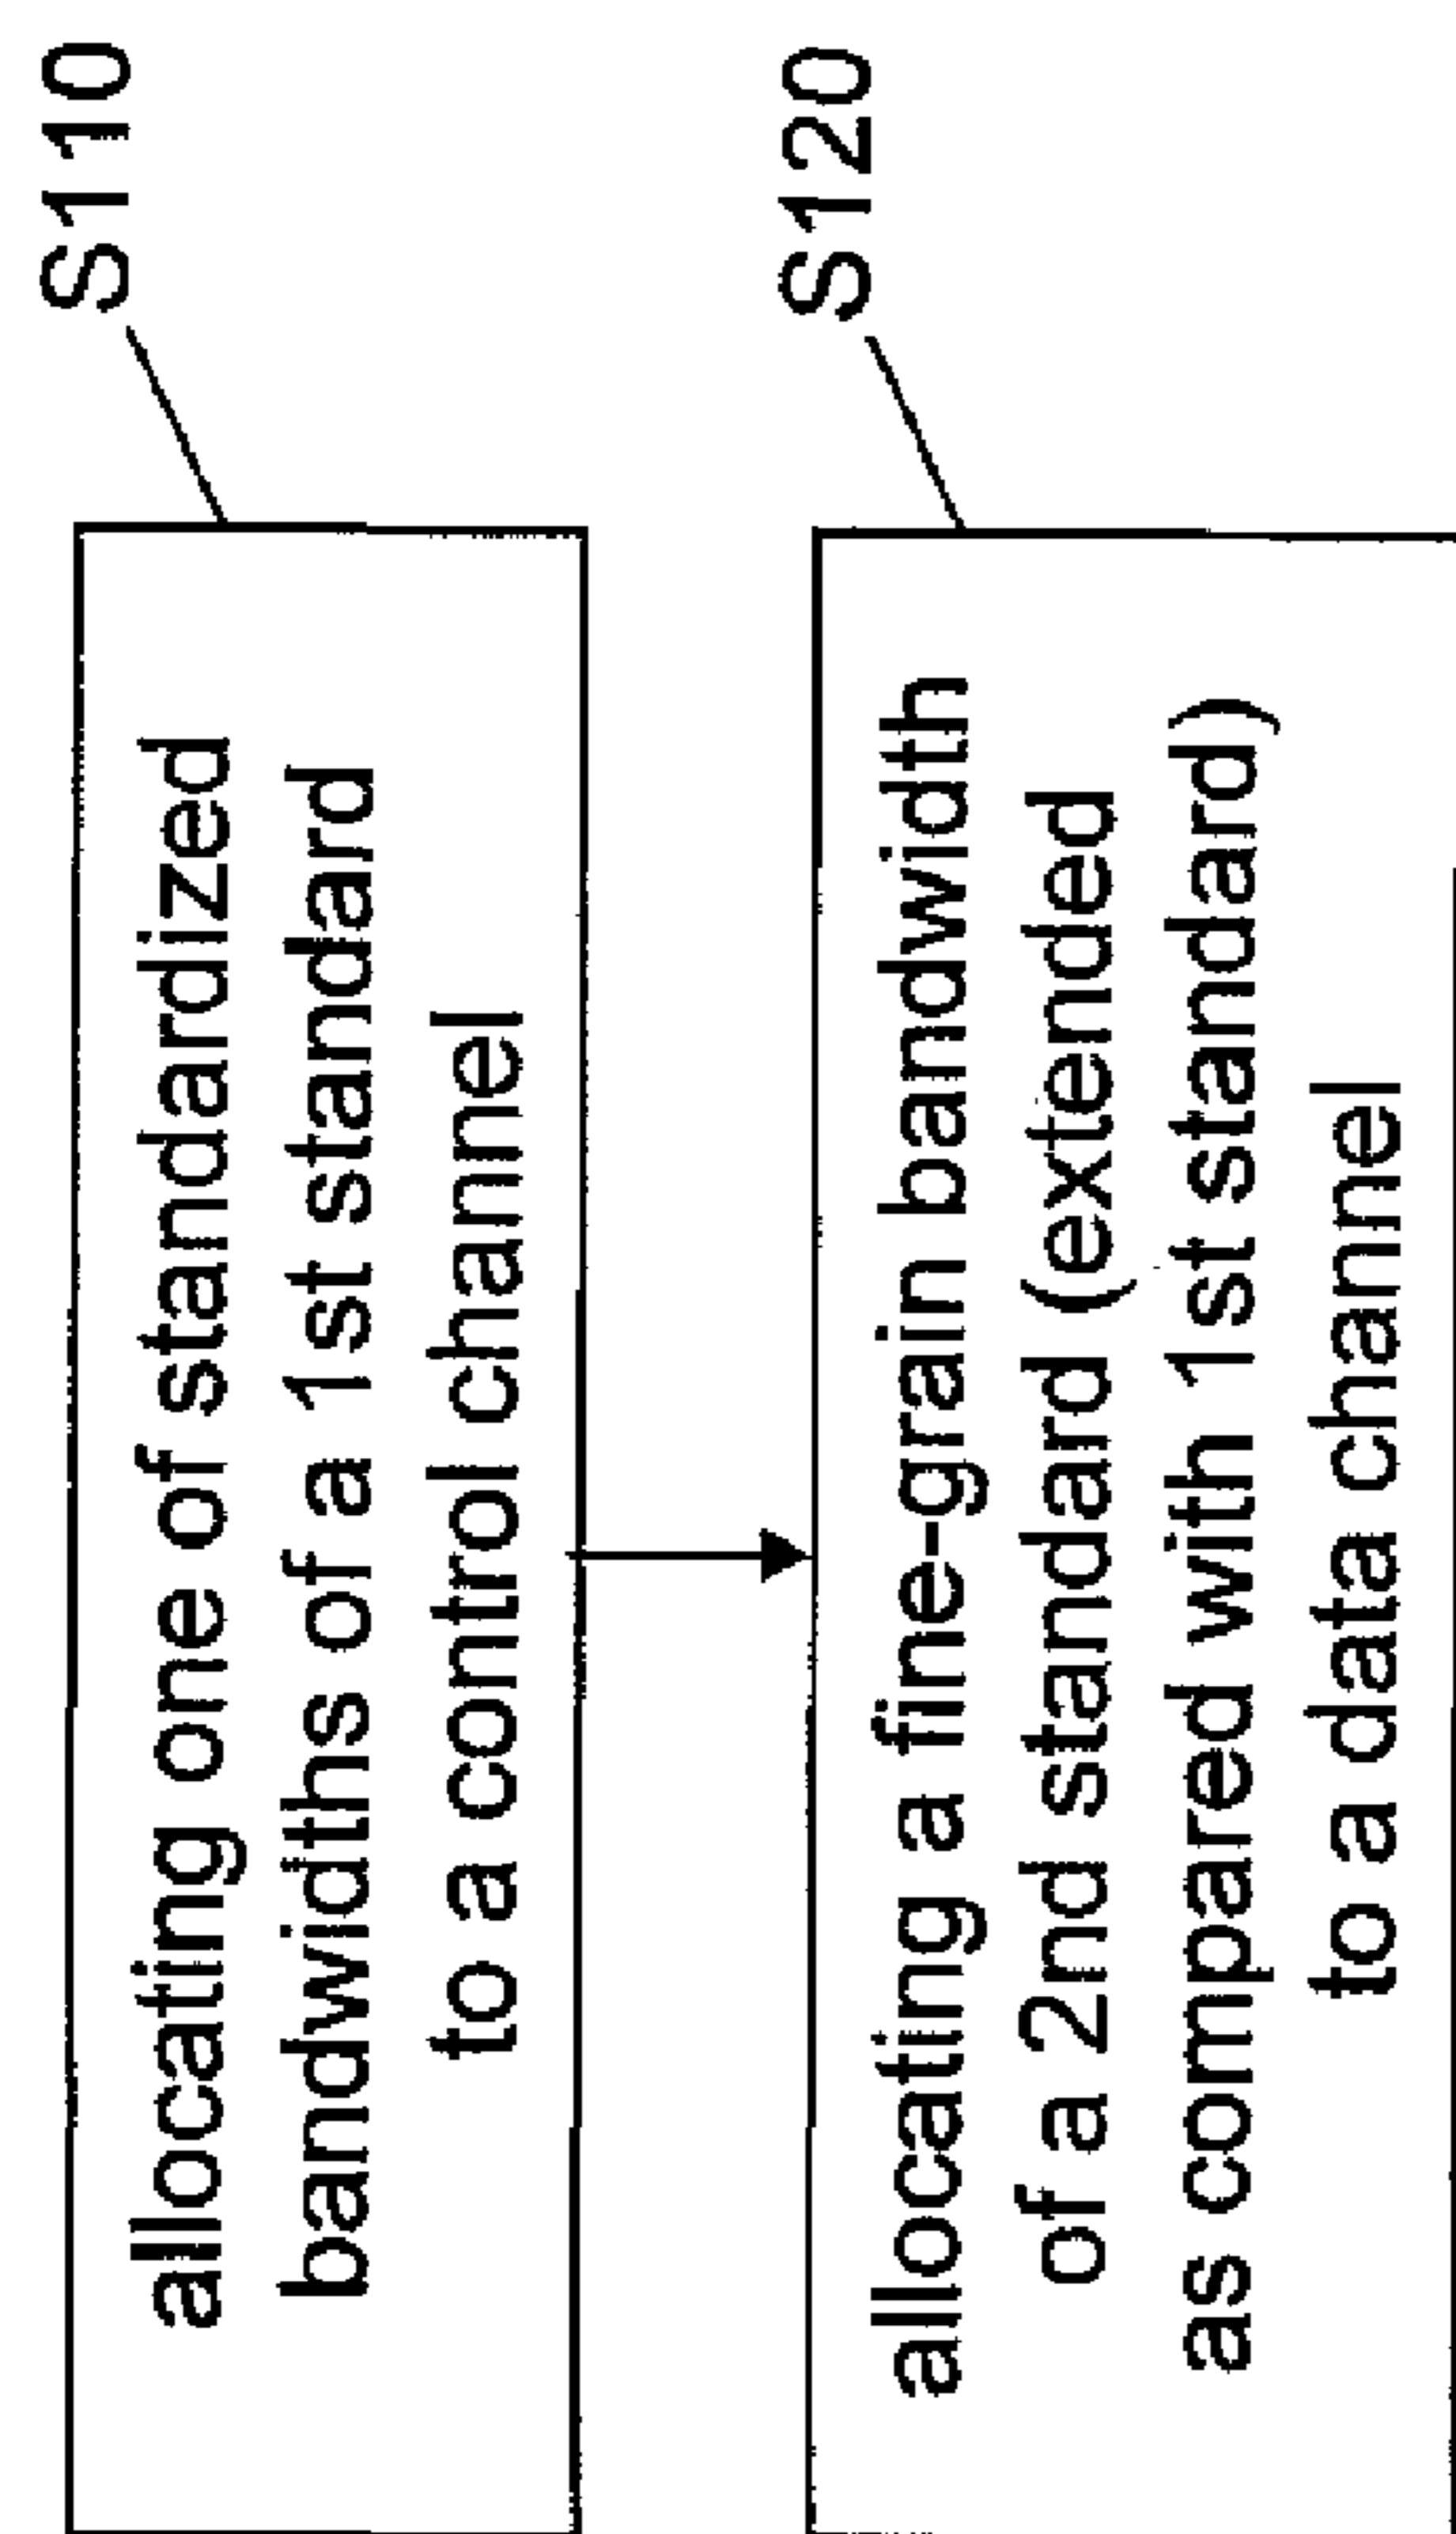 allocating one of standardized
bandwidths of a 1st standard
to a control channel
S110
allocating a fine-grain bandwidth
of a 2nd standard (extended
as compared with 1st standard)
to a data channel
S120